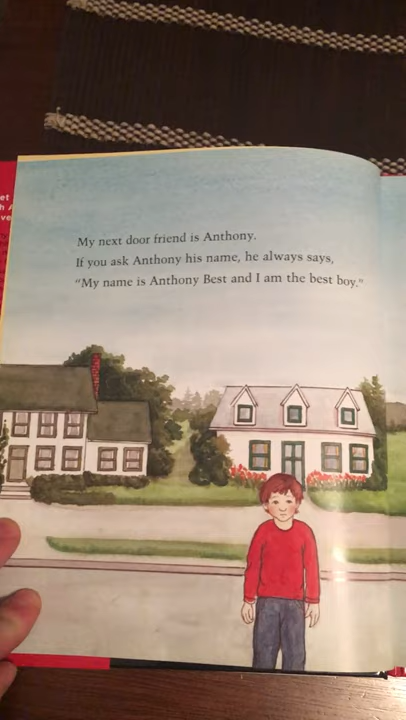 My next door friend is Anthony.
If you ask Anthony his name, he always says,
"My name is Anthony Best and I am the best boy."